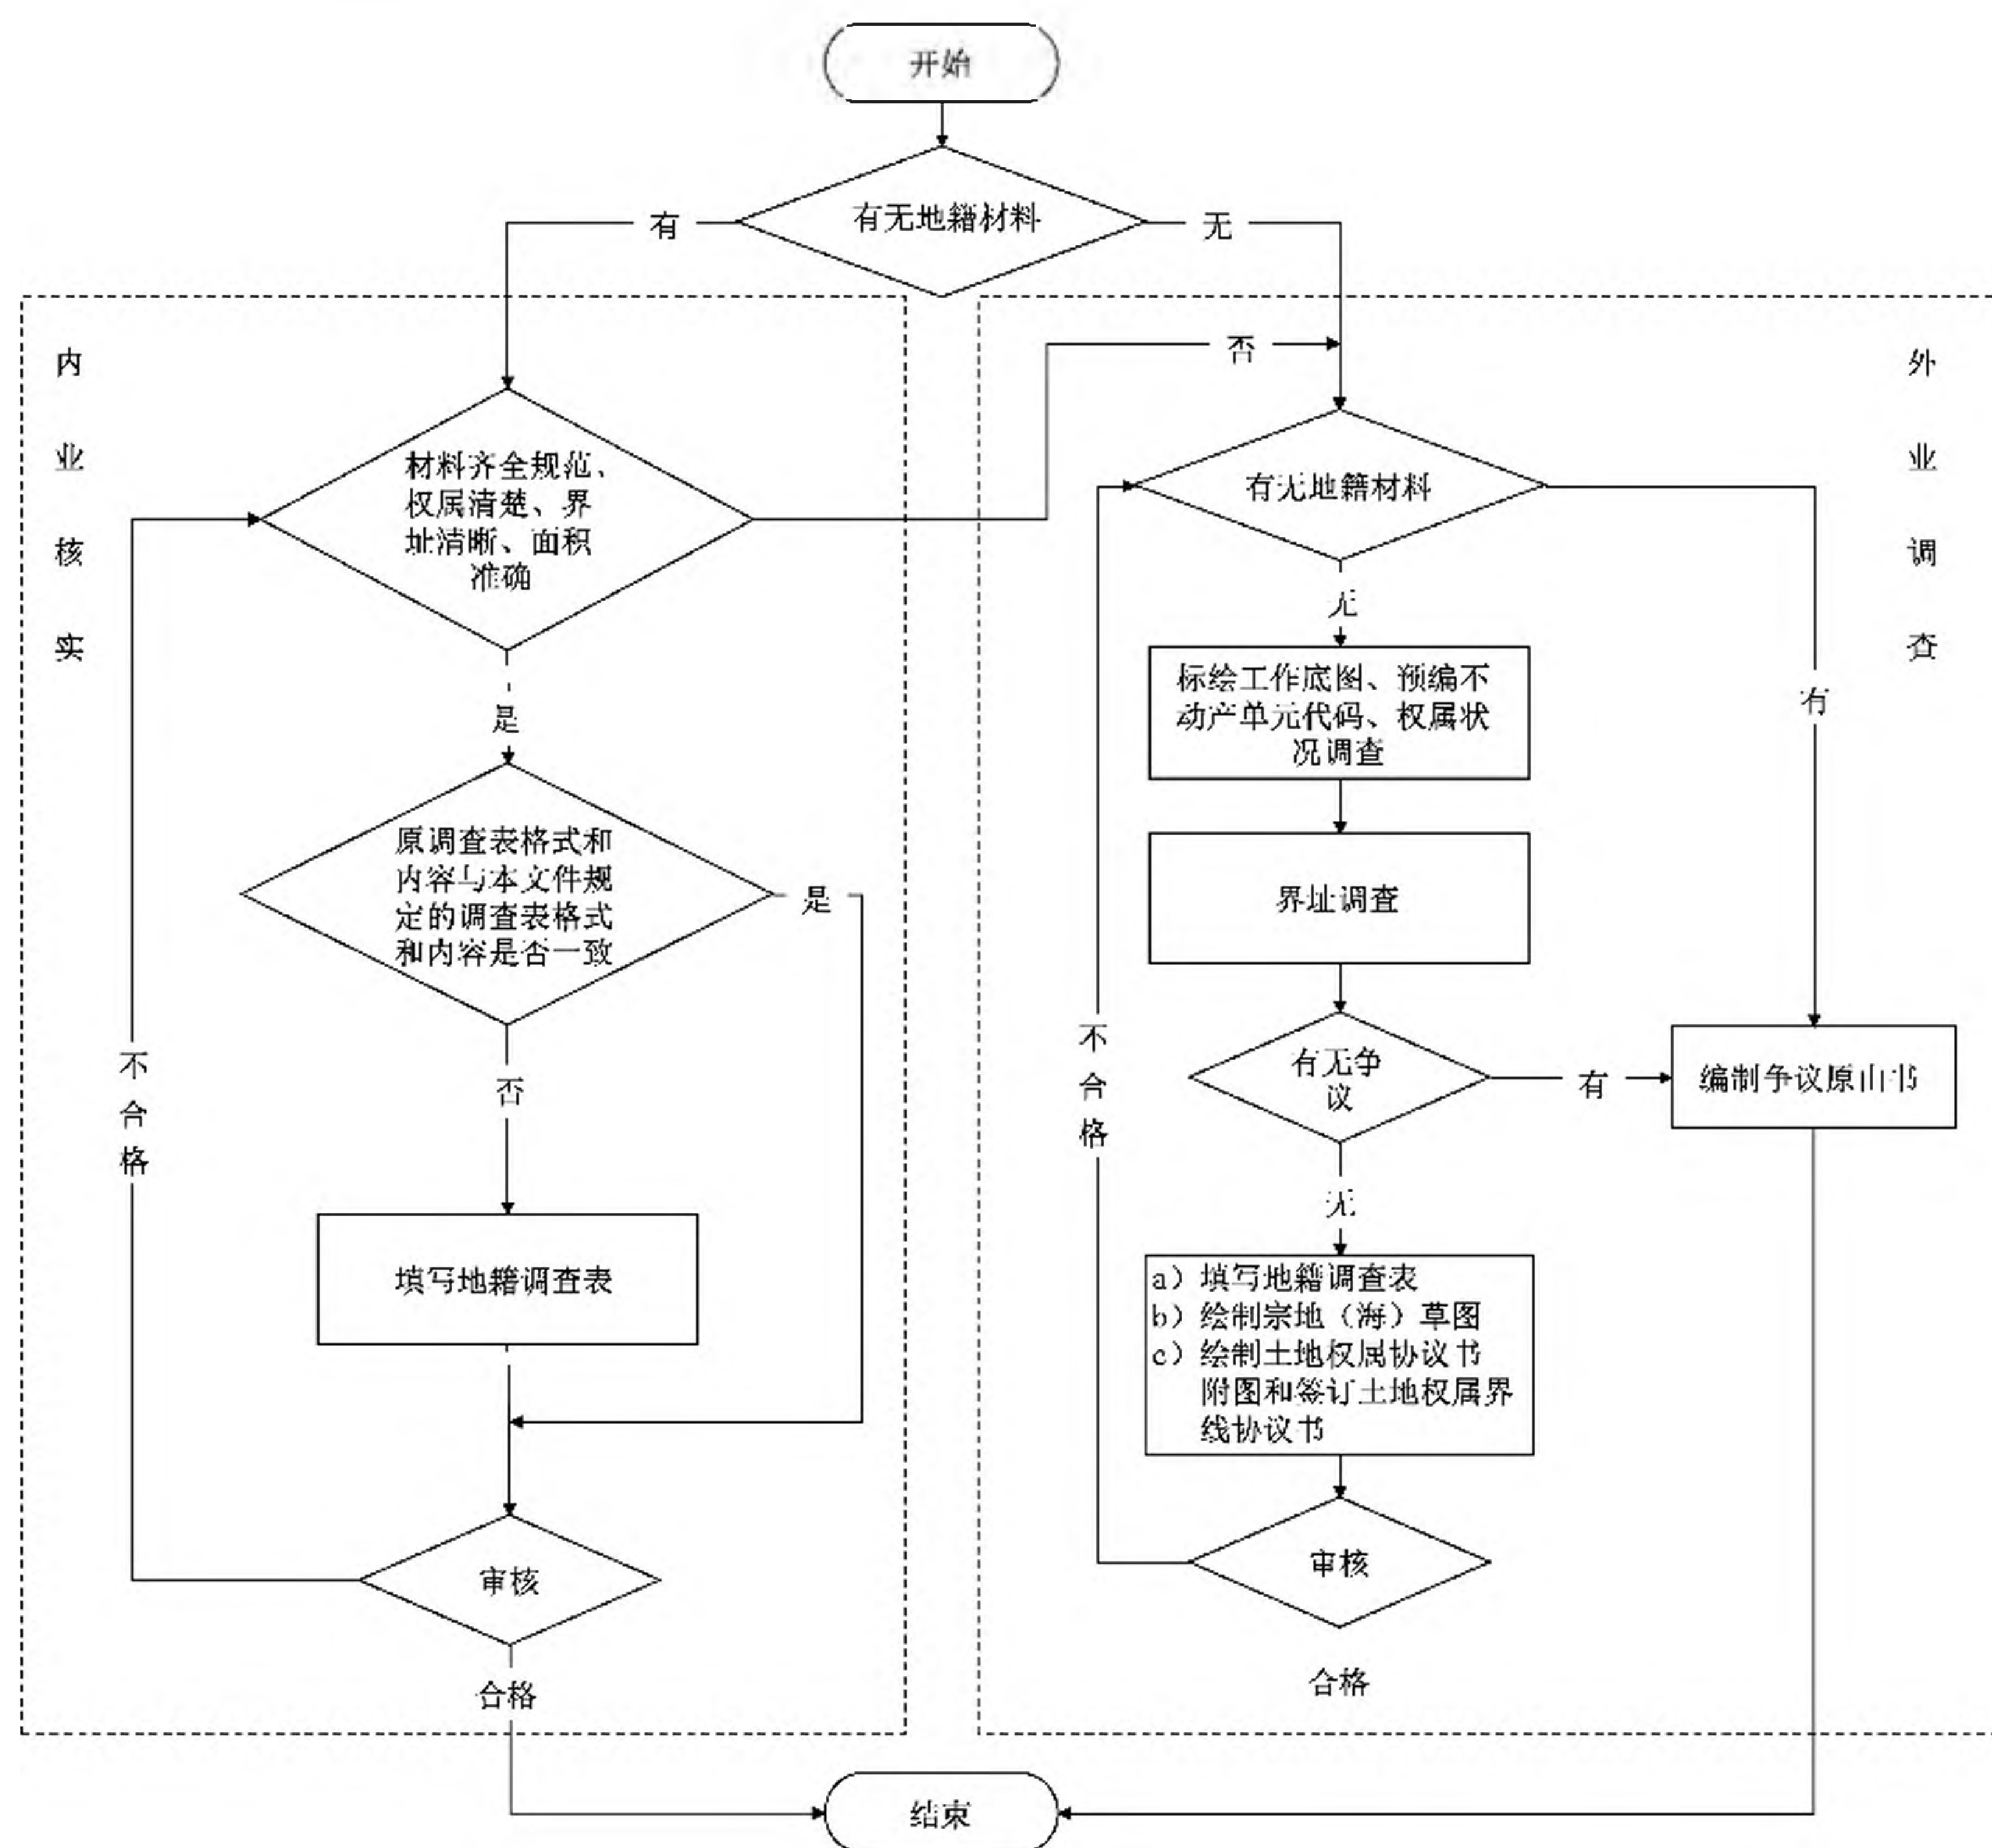 开始
有无地籍材料
有
无
内业核实
外业调查
否
材料齐全规范、
权属清楚、界
址清晰、面积
准确
有无地籍材料
无
是
标绘工作底图、预编不
动产单元代码、权属状
况调查
有
原调查表格式和
内容与本文件规
定的调查表格式
和内容是否一致
是
界址调查
不合格
不合格
否
有无争
议
有
编制争议原由书
无
填写地籍调查表
a）填写地籍调查表
b）绘制宗地（海）草图
c）绘制土地权属协议书
附图和签订土地权属界
线协议书
审核
审核
合格
合格
结束